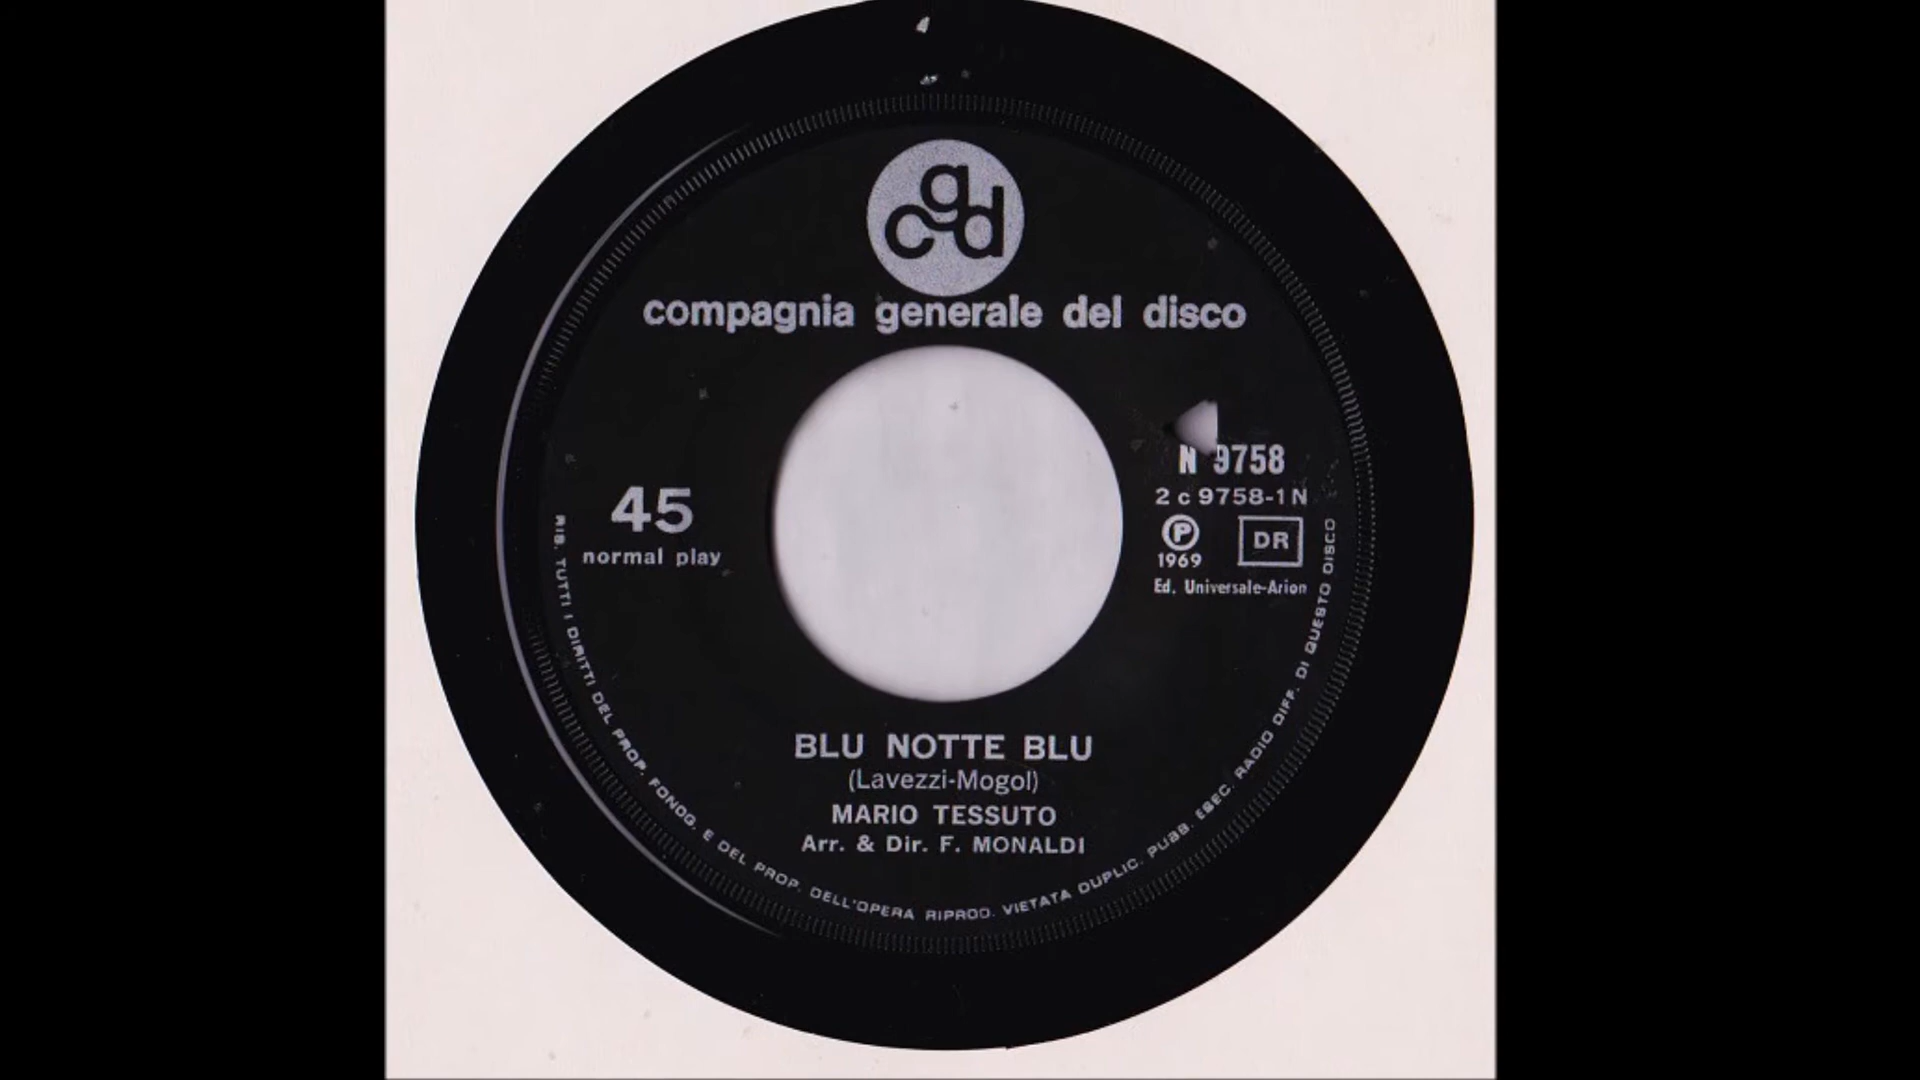 cgd
compagnia generale del disco
45
normal play
N 9758
2 c 9758-1 N
P
1969
DR
Ed. Universale-Arion
BLU NOTTE BLU
(Lavezzi-Mogol)
MARIO TESSUTO
Arr. & Dir. F. MONALDI
RIS. TUTTI I DIRITTI DEL PROP. FONOG. E DEL PROP. DELL'OPERA RIPROD. VIETATA DUPLIC. PUBB. ESEC. RADIO DIFF. DI QUESTO DISCO